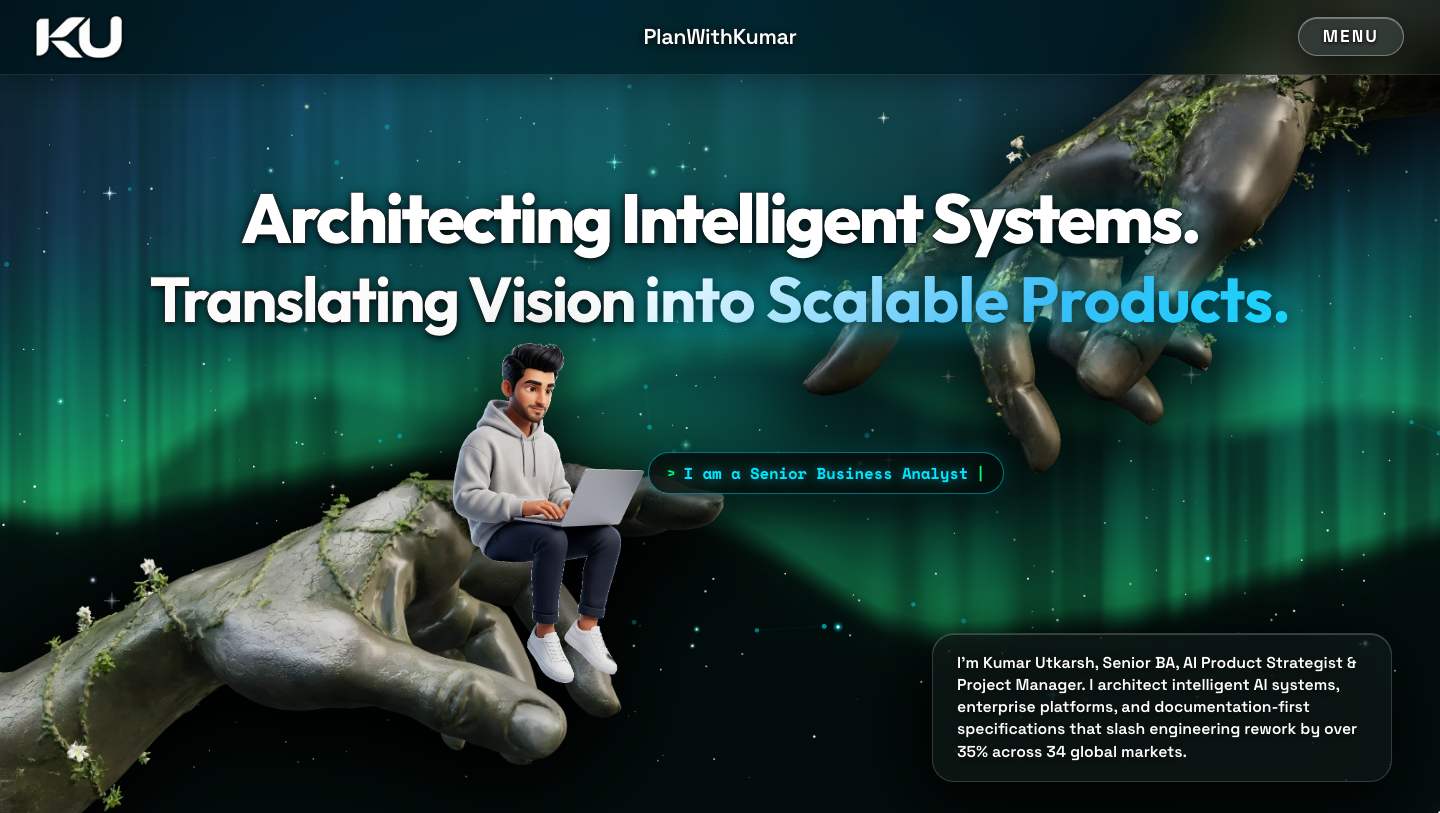 KU
PlanWithKumar
MENU
Architecting Intelligent Systems.
Translating Vision into Scalable Products.
> I am a Senior Business Analyst |
I'm Kumar Utkarsh, Senior BA, AI Product Strategist &
Project Manager. I architect intelligent AI systems,
enterprise platforms, and documentation-first
specifications that slash engineering rework by over
35% across 34 global markets.